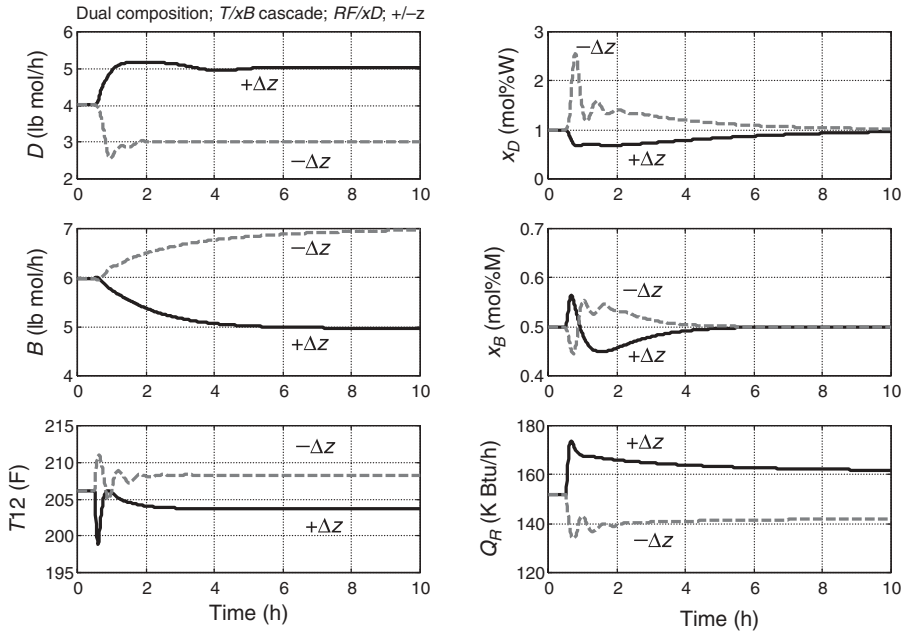 Dual composition; T/xB cascade; RF/xD; +/–z
D (lb mol/h)
6
5
4
3
2
+Δz
−Δz
0 2 4 6 8 10
x_D (mol%W)
3
2
1
0
−Δz
+Δz
0 2 4 6 8 10
B (lb mol/h)
7
6
5
4
−Δz
+Δz
0 2 4 6 8 10
x_B (mol%M)
0.7
0.6
0.5
0.4
−Δz
+Δz
0 2 4 6 8 10
T12 (F)
215
210
205
200
195
−Δz
+Δz
0 2 4 6 8 10
Time (h)
Q_R (K Btu/h)
180
160
140
120
+Δz
−Δz
0 2 4 6 8 10
Time (h)